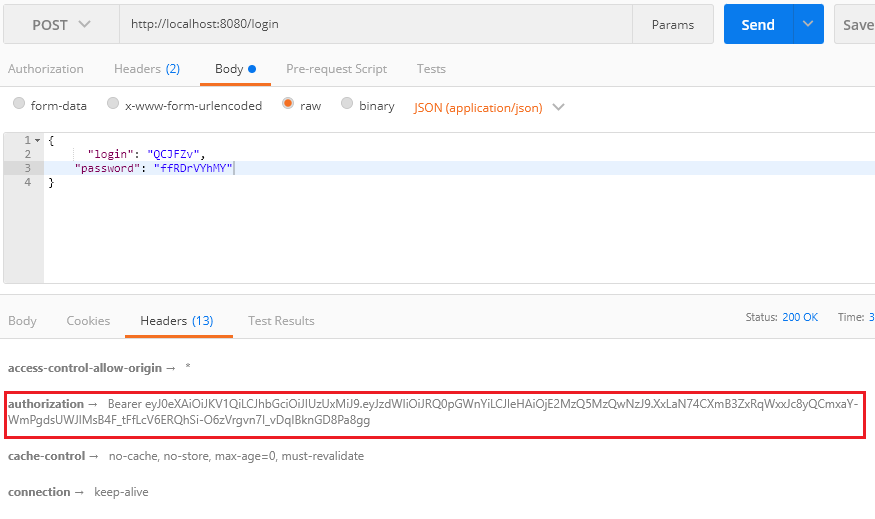 POST http://localhost:8080/login Params Send Save
Authorization Headers (2) Body Pre-request Script Tests
form-data x-www-form-urlencoded raw binary JSON (application/json)
1 {
2 "login": "QCJFZv",
3 "password": "ffRDrVYhMY"
4 }
Body Cookies Headers (13) Test Results Status: 200 OK Time: 3
access-control-allow-origin → *
authorization → Bearer eyJ0eXAiOiJKV1QiLCJhbGciOiJIUzUxMiJ9.eyJzdWIiOiJRQ0pGWnYiLCJleHAiOjE2MzQ5MzQwNzJ9.XxLaN74CXmB3ZxRqWxxJc8yQCmxaY-
WmPgdsUWJlMsB4F_tFfLcV6ERQhSi-O6zVrgvn7l_vDqIBknGD8Pa8gg
cache-control → no-cache, no-store, max-age=0, must-revalidate
connection → keep-alive